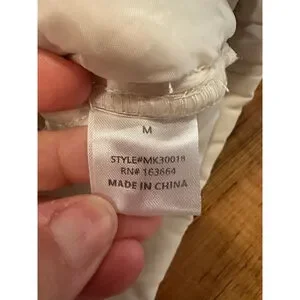 M
STYLE#MK30018
RN# 163664
MADE IN CHINA